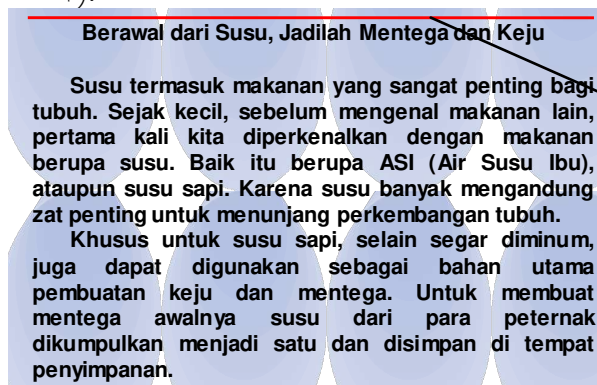 Berawal dari Susu, Jadilah Mentega dan Keju
Susu termasuk makanan yang sangat penting bagi
tubuh. Sejak kecil, sebelum mengenal makanan lain,
pertama kali kita diperkenalkan dengan makanan
berupa susu. Baik itu berupa ASI (Air Susu Ibu),
ataupun susu sapi. Karena susu banyak mengandung
zat penting untuk menunjang perkembangan tubuh.
Khusus untuk susu sapi, selain segar diminum,
juga dapat digunakan sebagai bahan utama
pembuatan keju dan mentega. Untuk membuat
mentega awalnya susu dari para peternak
dikumpulkan menjadi satu dan disimpan di tempat
penyimpanan.